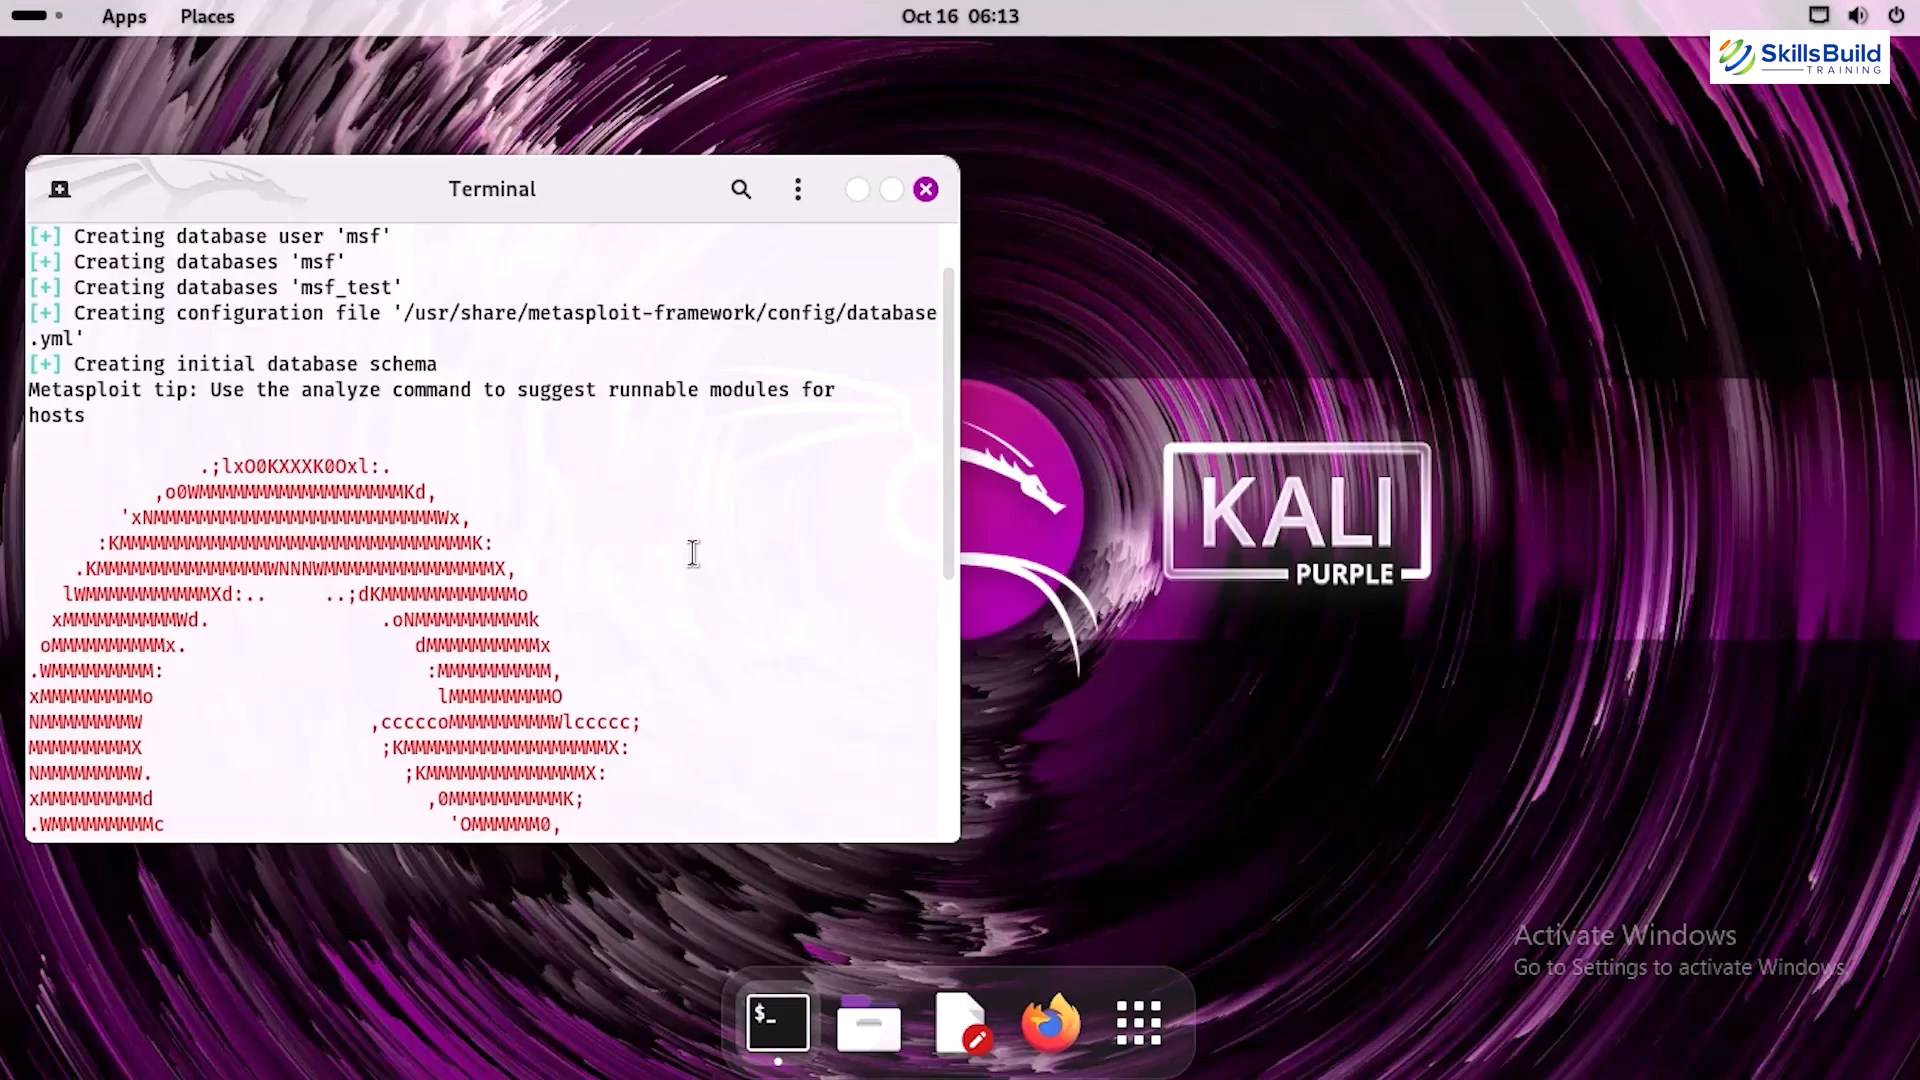 Apps Places Oct 16 06:13
SkillsBuild
TRAINING
Terminal
[+] Creating database user 'msf'
[+] Creating databases 'msf'
[+] Creating databases 'msf_test'
[+] Creating configuration file '/usr/share/metasploit-framework/config/database
.yml'
[+] Creating initial database schema
Metasploit tip: Use the analyze command to suggest runnable modules for
hosts
KALI
PURPLE
Activate Windows
Go to Settings to activate Windows.
$_